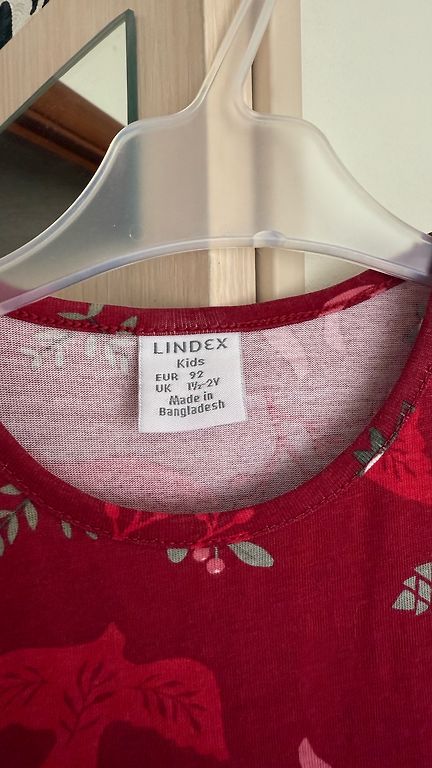 LINDEX
Kids
EUR 92
UK 1½-2Y
Made in
Bangladesh